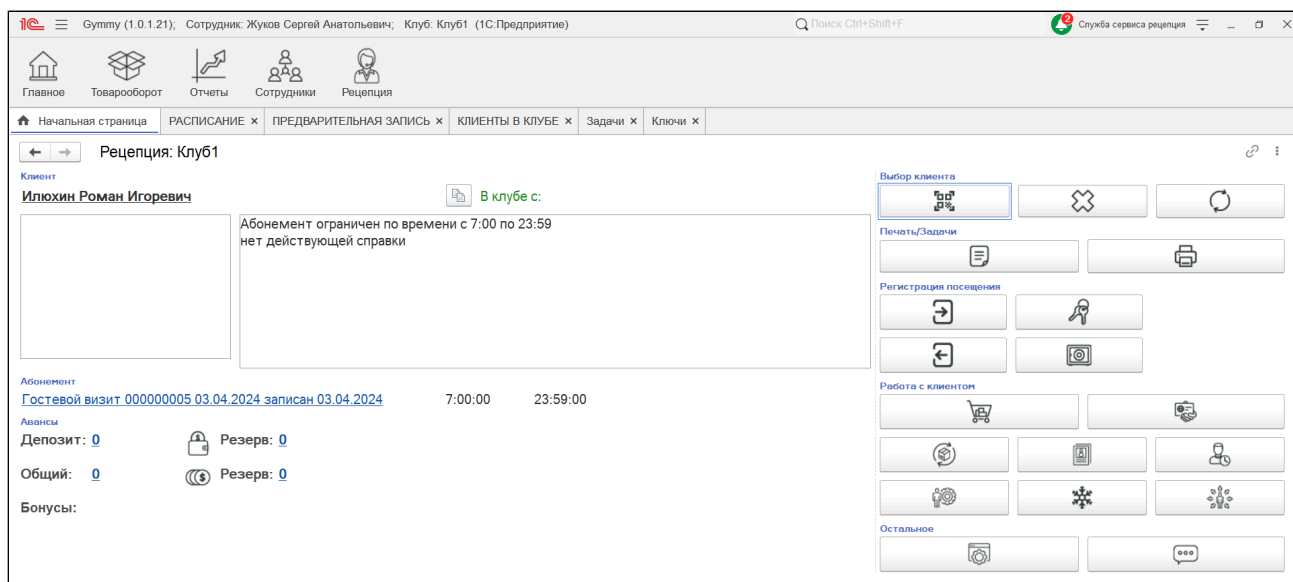 1С Gymmy (1.0.1.21); Сотрудник: Жуков Сергей Анатольевич; Клуб: Клуб1 (1С:Предприятие) Поиск Ctrl+Shift+F 2 Служба сервиса рецепция
Главное Товарооборот Отчеты Сотрудники Рецепция
Начальная страница РАСПИСАНИЕ × ПРЕДВАРИТЕЛЬНАЯ ЗАПИСЬ × КЛИЕНТЫ В КЛУБЕ × Задачи × Ключи ×
Рецепция: Клуб1
Клиент
Илюхин Роман Игоревич В клубе с:
Абонемент ограничен по времени с 7:00 по 23:59
нет действующей справки
Абонемент
Гостевой визит 000000005 03.04.2024 записан 03.04.2024 7:00:00 23:59:00
Авансы
Депозит: 0 Резерв: 0
Общий: 0 Резерв: 0
Бонусы:
Выбор клиента
Печать/Задачи
Регистрация посещения
Работа с клиентом
Остальное